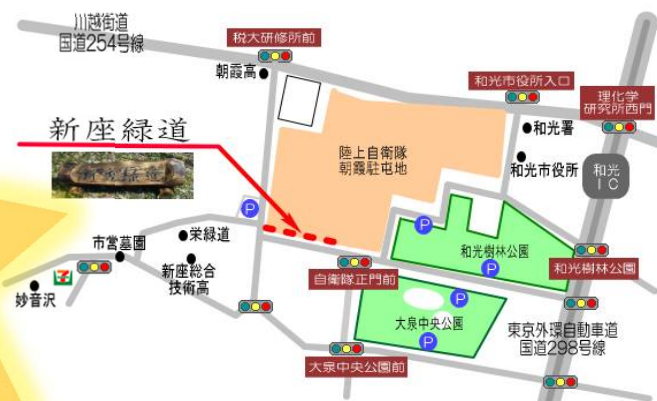 川越街道
国道254号線
税大研修所前
朝霞高
和光市役所入口
理化学
研究所西門
新座緑道
和光署
陸上自衛隊
朝霞駐屯地
和光市役所
和光
IC
P
P
栄緑道
市営墓園
和光樹林公園
和光樹林公園
P
新座総合
技術高
自衛隊正門前
7
妙音沢
P
大泉中央公園
東京外環自動車道
国道298号線
P
大泉中央公園前